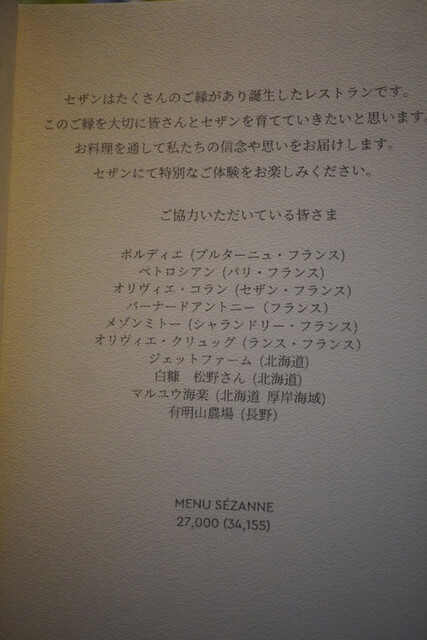 セザンはたくさんのご縁があり誕生したレストランです。
このご縁を大切に皆さんとセザンを育てていきたいと思います。
お料理を通して私たちの信念や思いをお届けします。
セザンにて特別なご体験をお楽しみください。
ご協力いただいている皆さま
ボルディエ (ブルターニュ・フランス)
ペトロシアン (パリ・フランス)
オリヴィエ・コラン (セザン・フランス)
バーナードアントニー (フランス)
メゾンミトー (シャランドリー・フランス)
オリヴィエ・クリュッグ (ランス・フランス)
ジェットファーム (北海道)
白糠 松野さん (北海道)
マルユウ海楽 (北海道 厚岸海域)
有明山農場 (長野)
MENU SÉZANNE
27,000 (34,155)